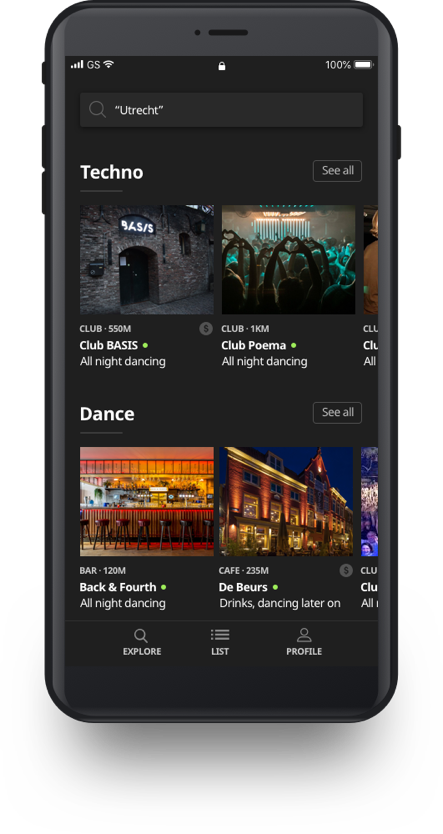 GS 100%
“Utrecht”
Techno See all
BASIS
CLUB · 550M $ CLUB · 1KM CLU
Club BASIS Club Poema Clu
All night dancing All night dancing All
Dance See all
BAR · 120M CAFE · 235M $ CLU
Back & Fourth De Beurs Clu
All night dancing Drinks, dancing later on All n
EXPLORE LIST PROFILE